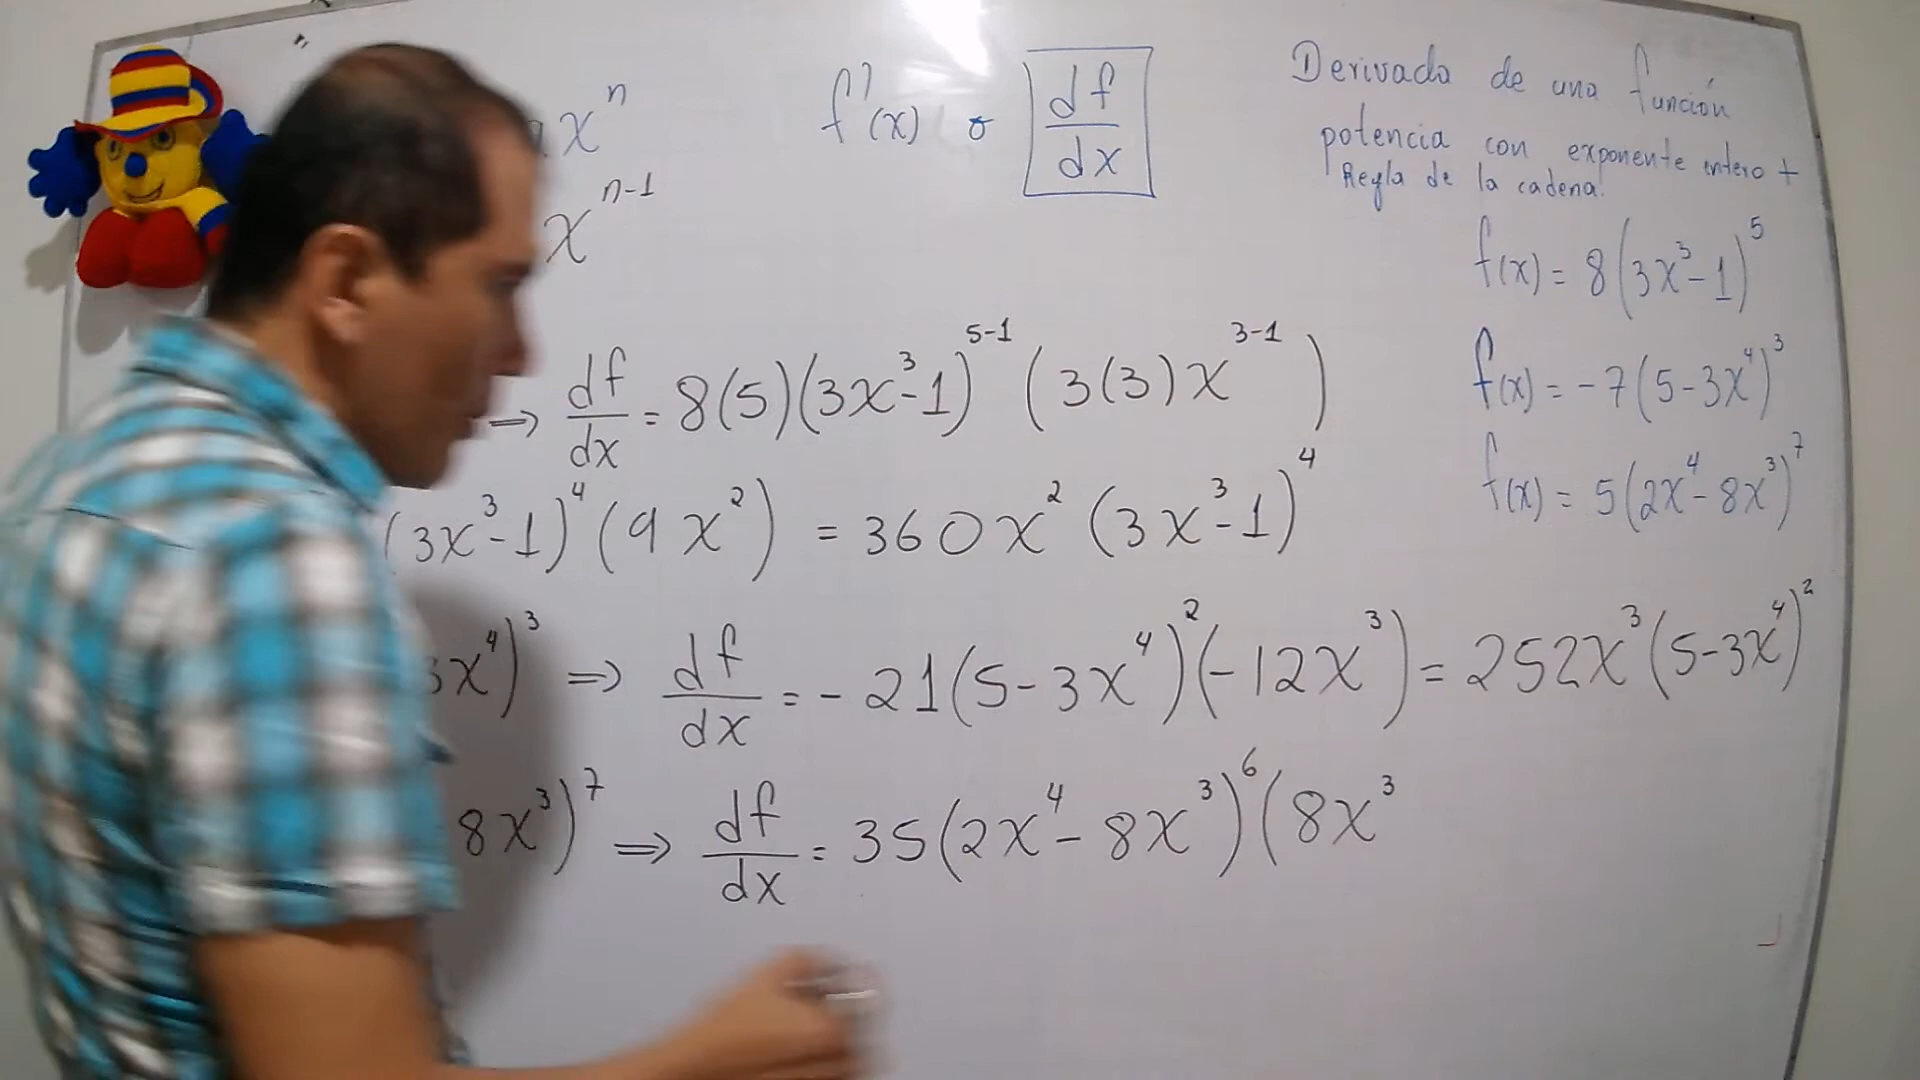 xⁿ
f'(x) o df/dx
Derivada de una función
potencia con exponente entero +
Regla de la cadena.
xⁿ⁻¹
f(x) = 8(3x³-1)⁵
f(x) = -7(5-3x⁴)³
f(x) = 5(2x⁴-8x³)⁷
⇒ df/dx = 8(5)(3x³-1)⁵⁻¹ (3(3)x³⁻¹)
(3x³-1)⁴(9x²) = 360x²(3x³-1)⁴
3x⁴)³ ⇒ df/dx = -21(5-3x⁴)²(-12x³) = 252x³(5-3x⁴)²
8x³)⁷ ⇒ df/dx = 35(2x⁴-8x³)⁶(8x³